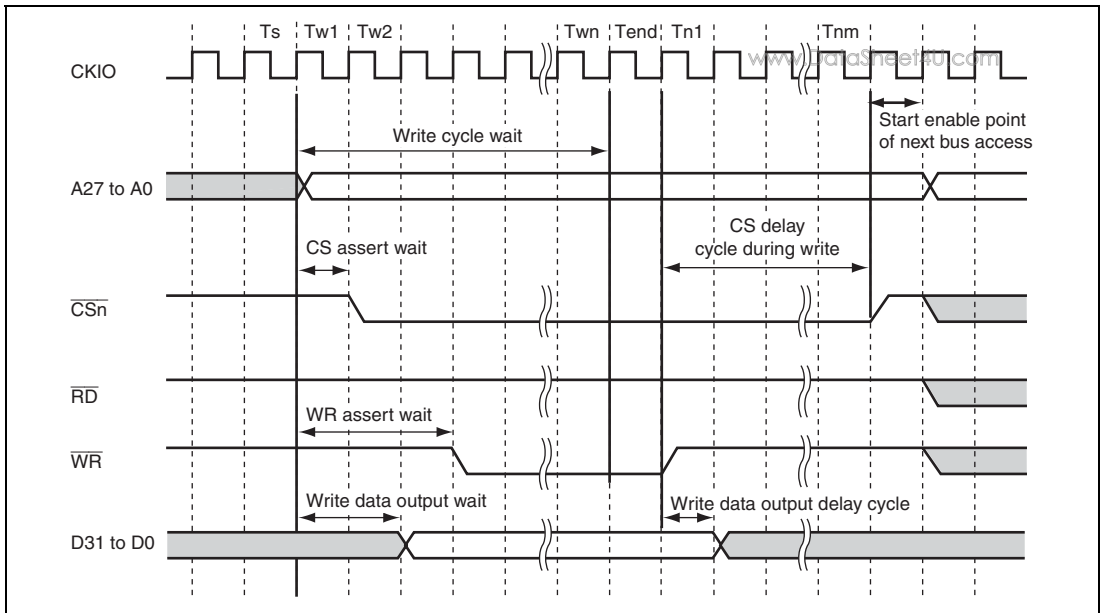 Ts Tw1 Tw2 Twn Tend Tn1 Tnm
www.DataSheet4U.com
CKIO
Start enable point
of next bus access
Write cycle wait
A27 to A0
CS delay
cycle during write
CS assert wait
CSn
RD
WR assert wait
WR
Write data output wait
Write data output delay cycle
D31 to D0